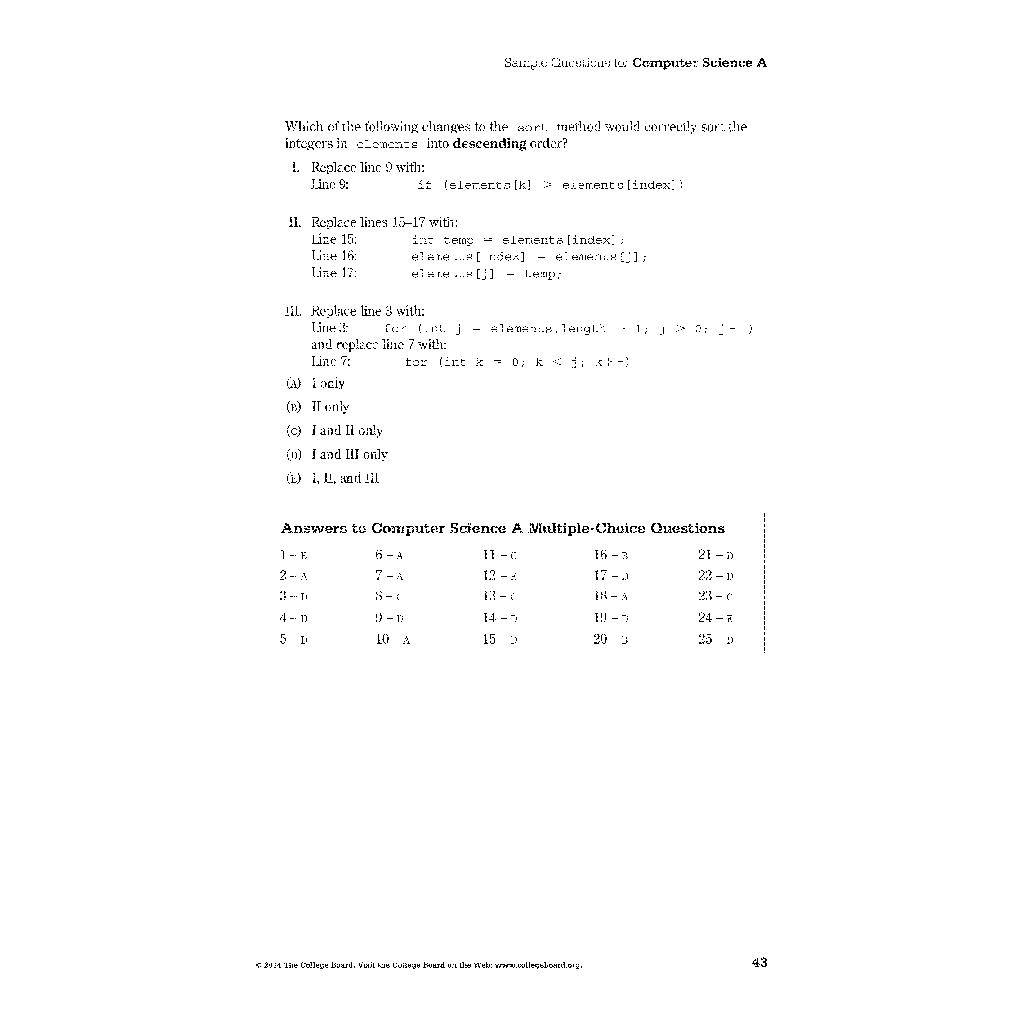 Sample Questions for Computer Science A
Which of the following changes to the sort method would correctly sort the
integers in elements into descending order?
I. Replace line 9 with:
Line 9: if (elements[k] > elements[index])
II. Replace lines 15–17 with:
Line 15: int temp = elements[index];
Line 16: elements[index] = elements[j];
Line 17: elements[j] = temp;
III. Replace line 3 with:
Line 3: for (int j = elements.length - 1; j > 0; j--)
and replace line 7 with:
Line 7: for (int k = 0; k < j; k++)
(A) I only
(B) II only
(C) I and II only
(D) I and III only
(E) I, II, and III
Answers to Computer Science A Multiple-Choice Questions
1 – 6 – A 11 – C 16 – B 21 – D
2 – A 7 – A 12 – 17 – 22 – D
3 – D 8 – C 13 – C 18 – A 23 – C
4 – 9 – 14 – D 19 – 24 –
5 – D 10 – A 15 – D 20 – 25 – D
© 2014 The College Board. Visit the College Board on the Web: www.collegeboard.org.
43